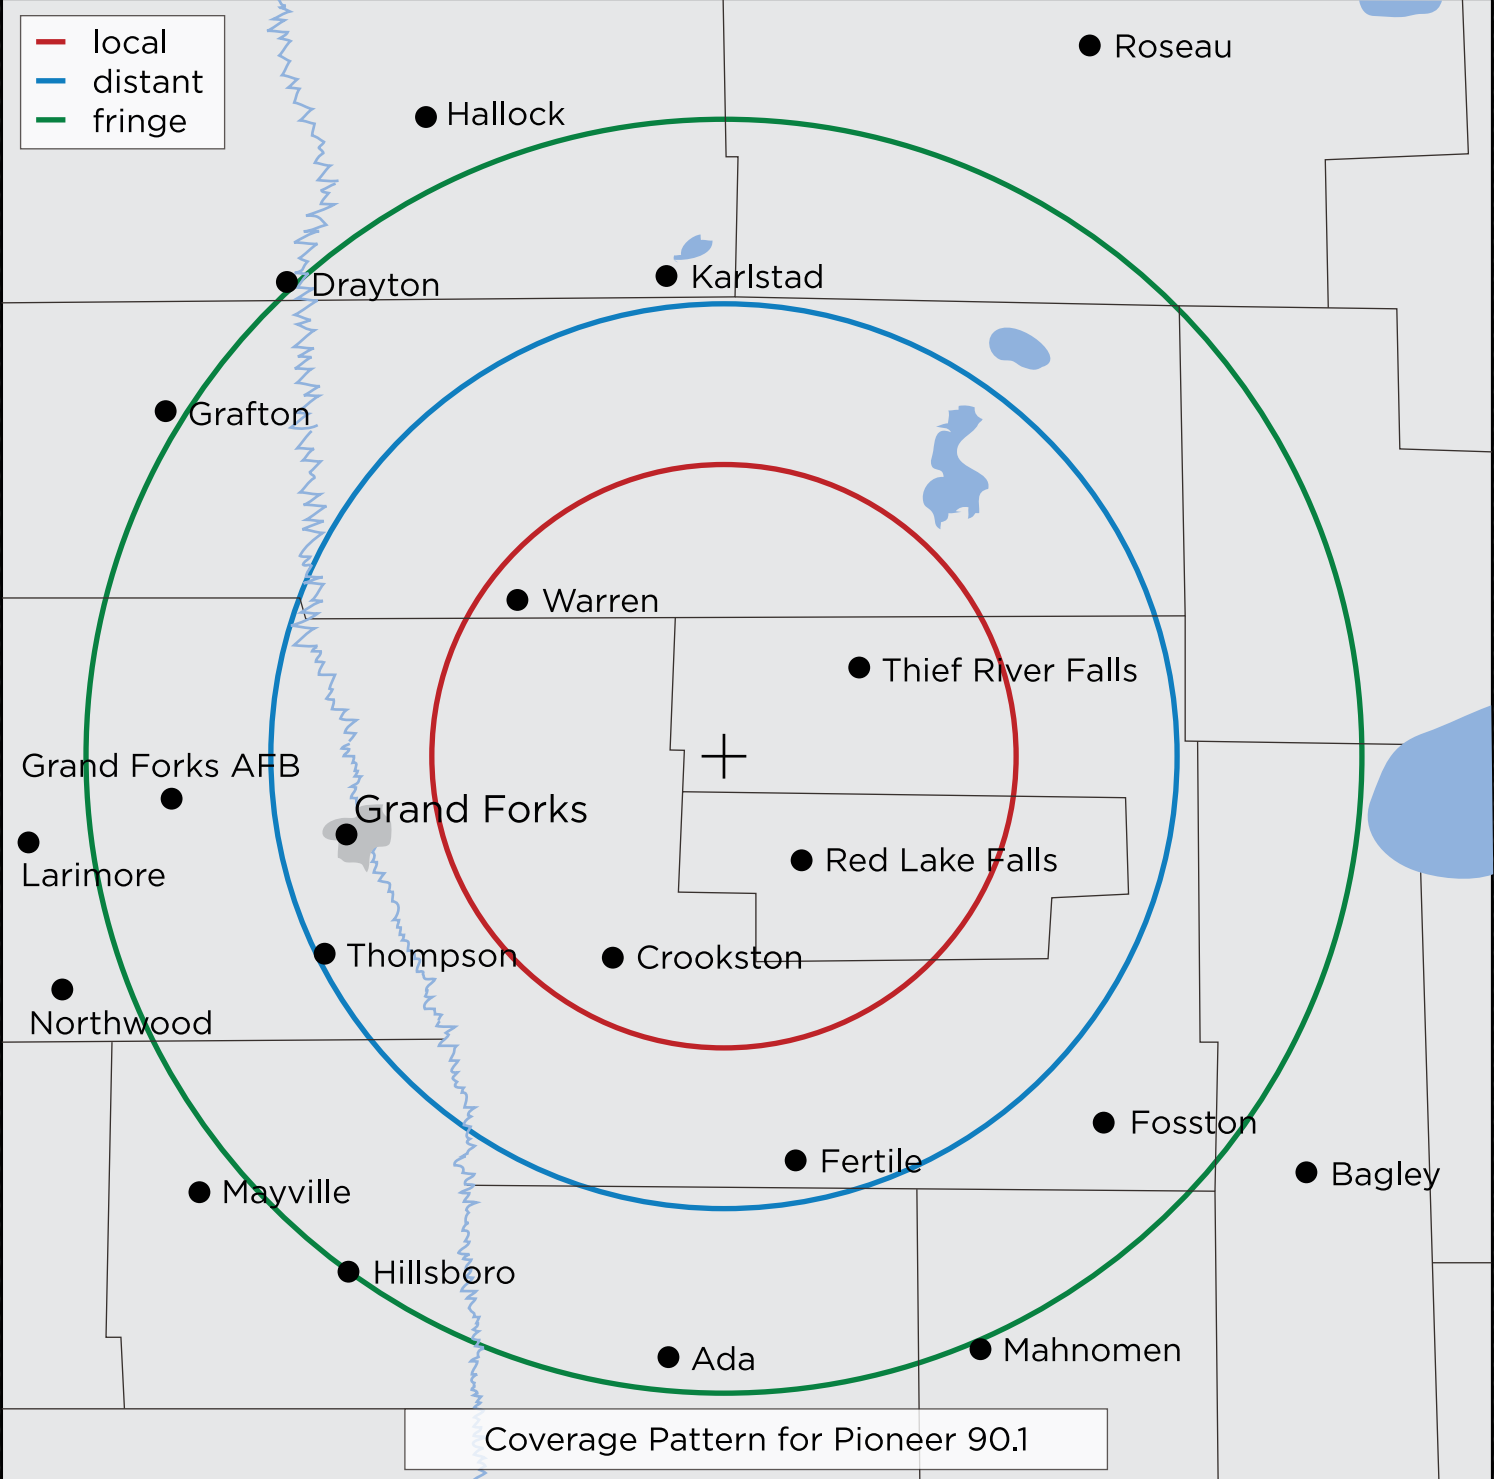 local
distant
fringe
Roseau
Hallock
Karlstad
Drayton
Grafton
Warren
Thief River Falls
Grand Forks AFB
Grand Forks
Red Lake Falls
Larimore
Thompson
Crookston
Northwood
Fosston
Fertile
Bagley
Mayville
Hillsboro
Mahnomen
Ada
Coverage Pattern for Pioneer 90.1